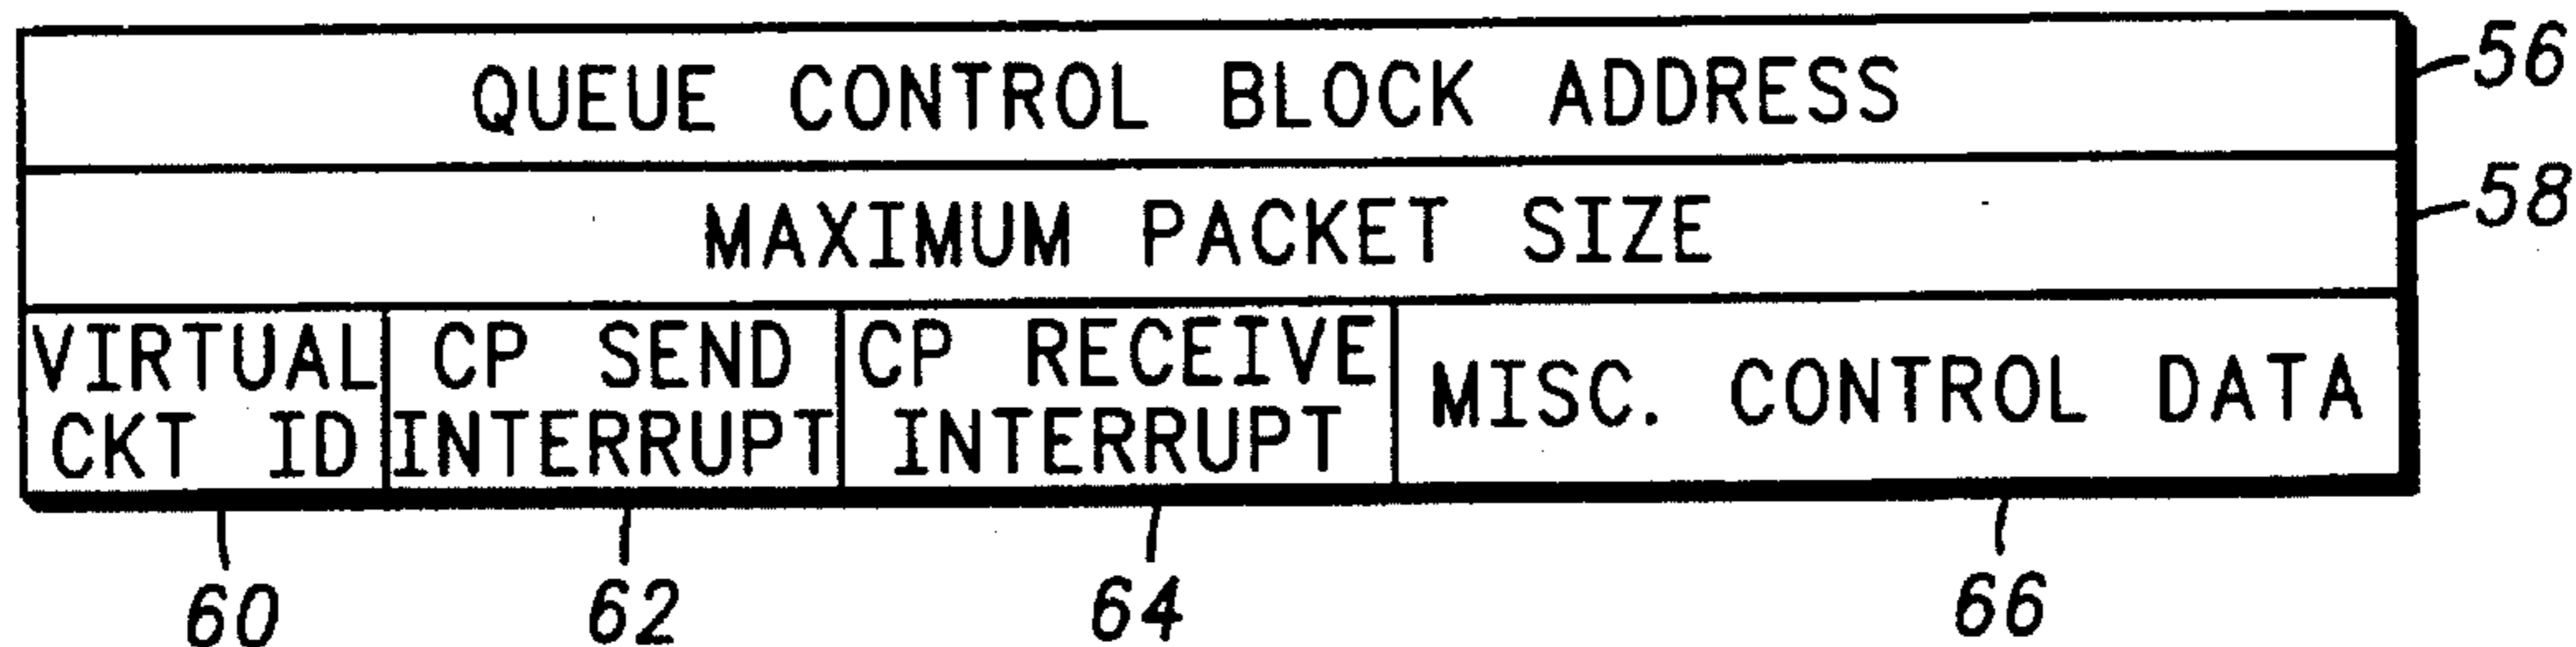 QUEUE CONTROL BLOCK ADDRESS
56
MAXIMUM PACKET SIZE
58
VIRTUAL
CKT ID
CP SEND
INTERRUPT
CP RECEIVE
INTERRUPT
MISC. CONTROL DATA
60
62
64
66